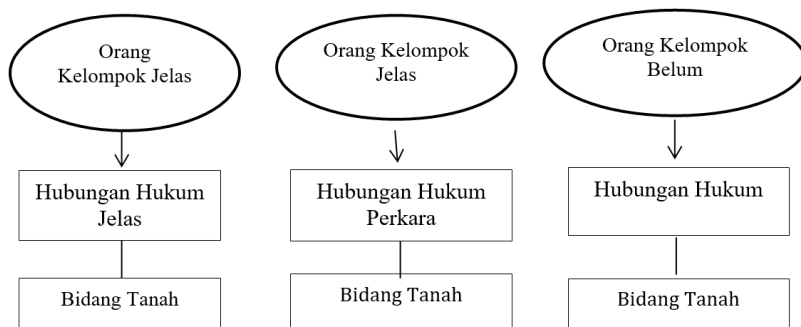 Orang
Kelompok Jelas
Hubungan Hukum
Jelas
Bidang Tanah
Orang Kelompok
Jelas
Hubungan Hukum
Perkara
Bidang Tanah
Orang Kelompok
Belum
Hubungan Hukum
Bidang Tanah